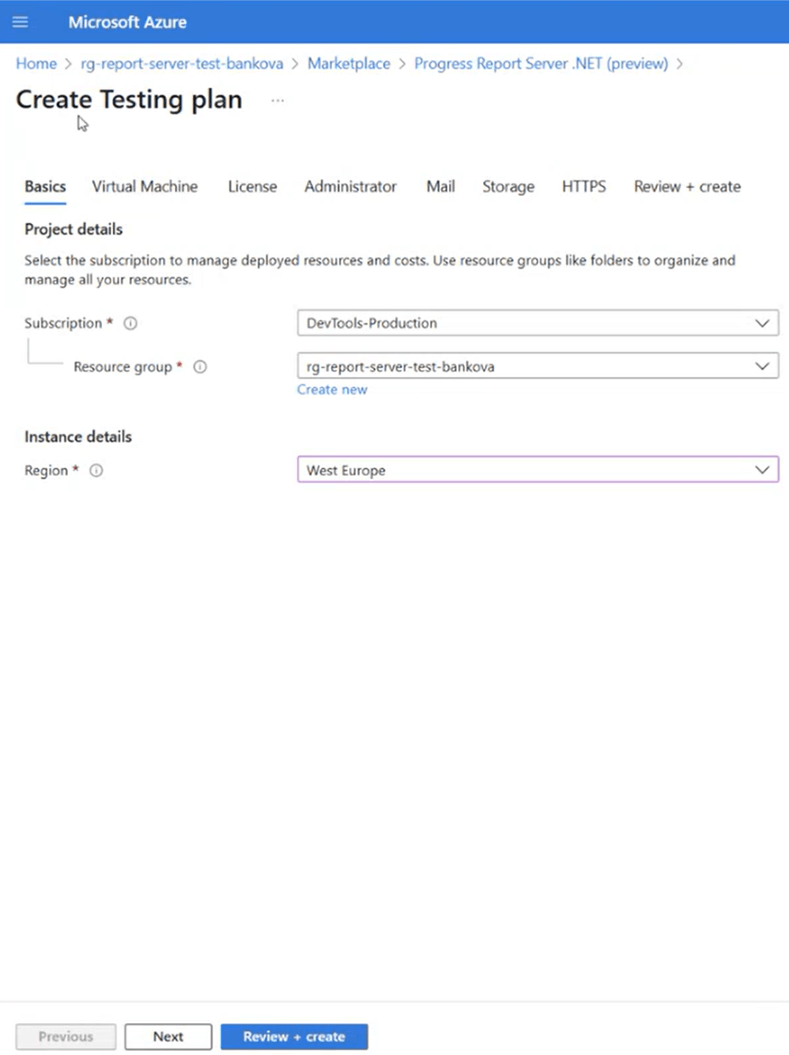 Microsoft Azure
Home > rg-report-server-test-bankova > Marketplace > Progress Report Server .NET (preview) >
Create Testing plan ...
Basics Virtual Machine License Administrator Mail Storage HTTPS Review + create
Project details
Select the subscription to manage deployed resources and costs. Use resource groups like folders to organize and
manage all your resources.
Subscription * DevTools-Production
Resource group * rg-report-server-test-bankova
Create new
Instance details
Region * West Europe
Previous Next Review + create